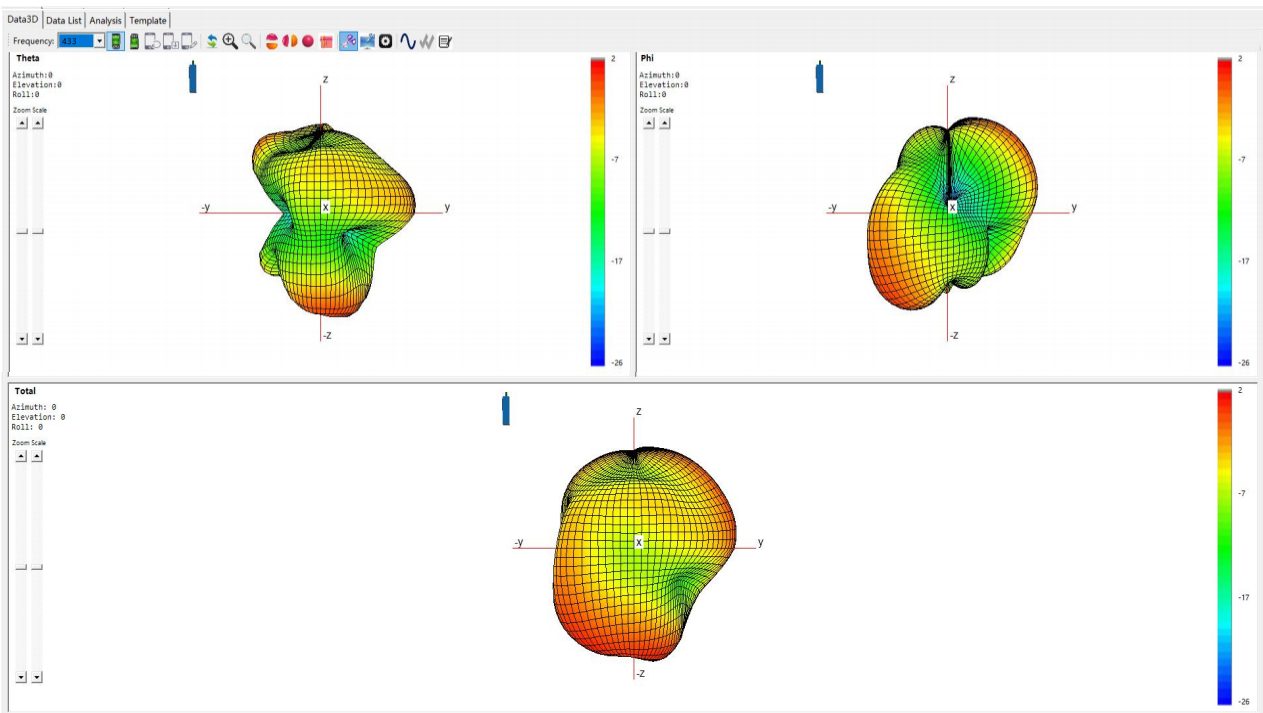 Data3D Data List Analysis Template
Frequency: 433
Theta
Azimuth:0
Elevation:0
Roll:0
Zoom Scale
z
-y
X
y
-z
2
-7
-17
-26
Phi
Azimuth:0
Elevation:0
Roll:0
Zoom Scale
z
-y
X
y
-z
2
-7
-17
-26
Total
Azimuth: 0
Elevation: 0
Roll: 0
Zoom Scale
z
-y
X
y
-z
2
-7
-17
-26